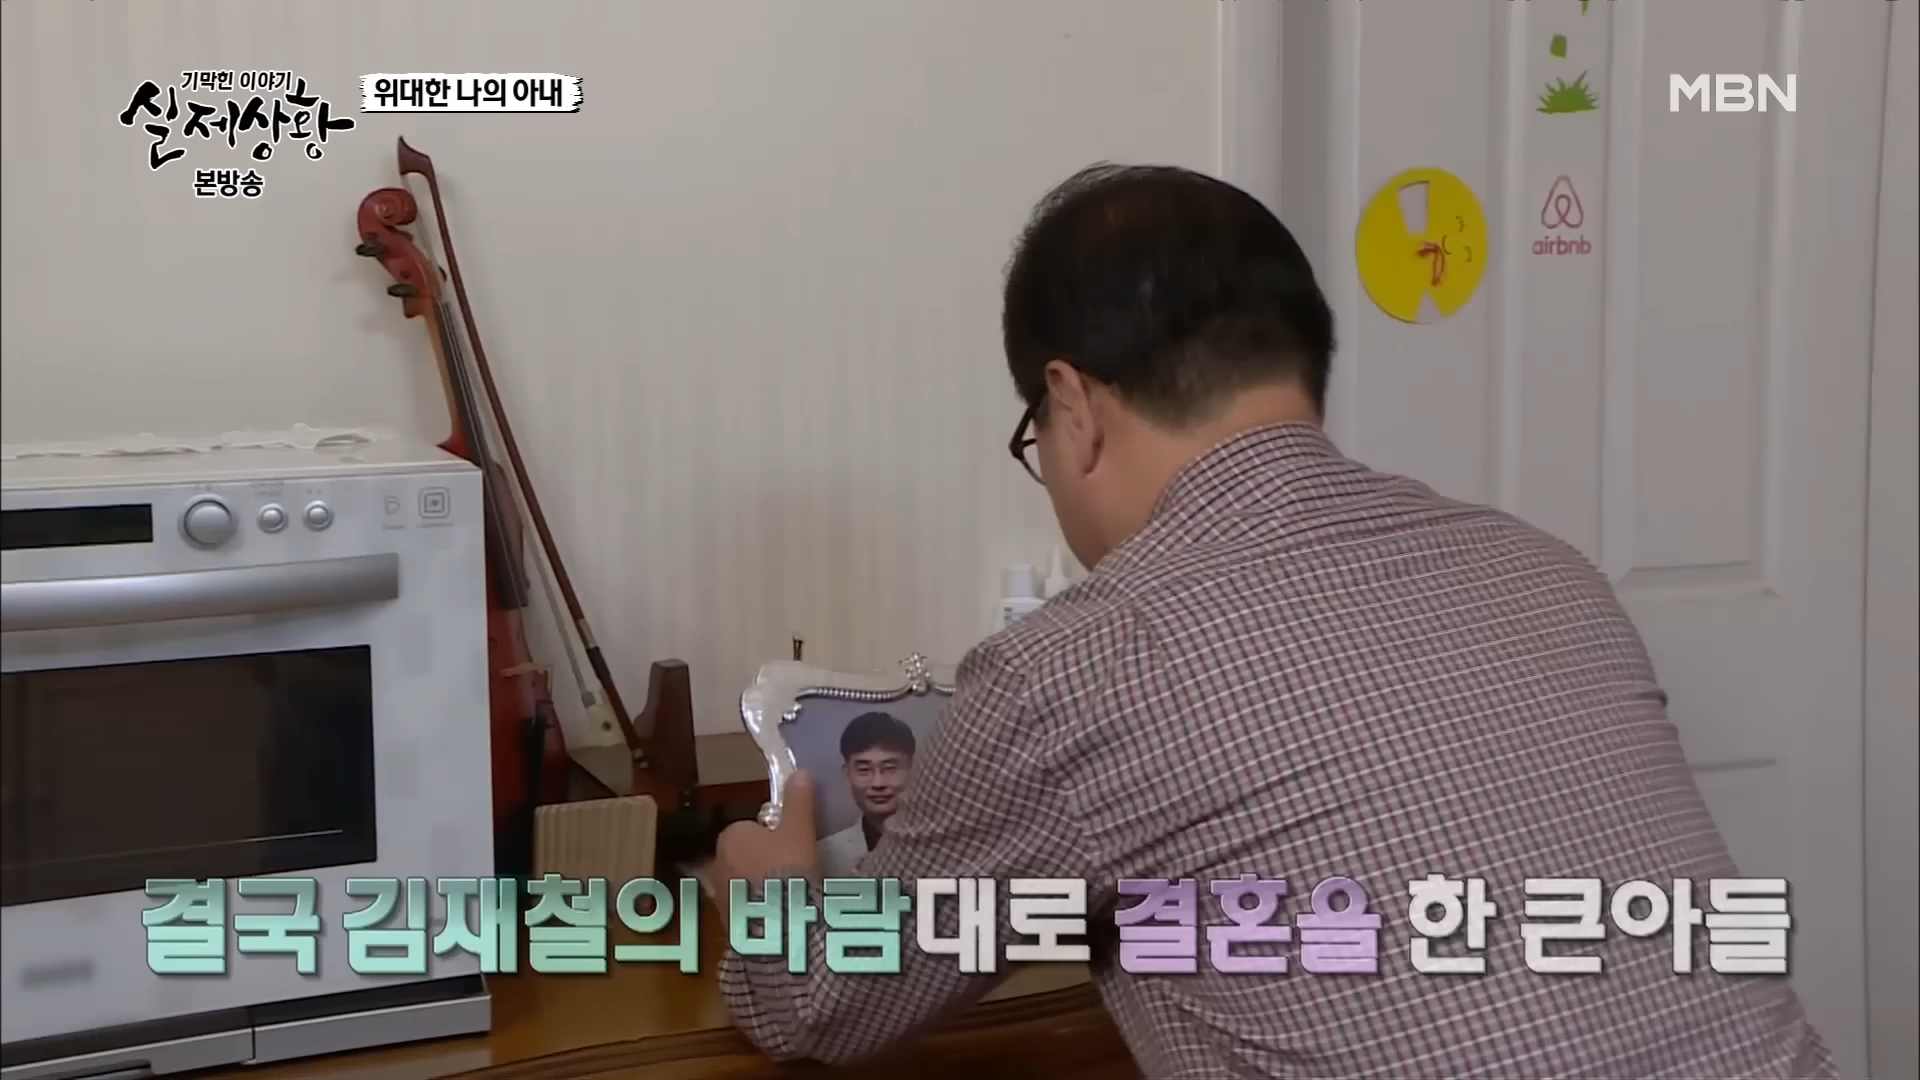 기막힌 이야기
실제상황
본방송
위대한 나의 아내
MBN
airbnb
결국 김재철의 바람대로 결혼을 한 큰아들